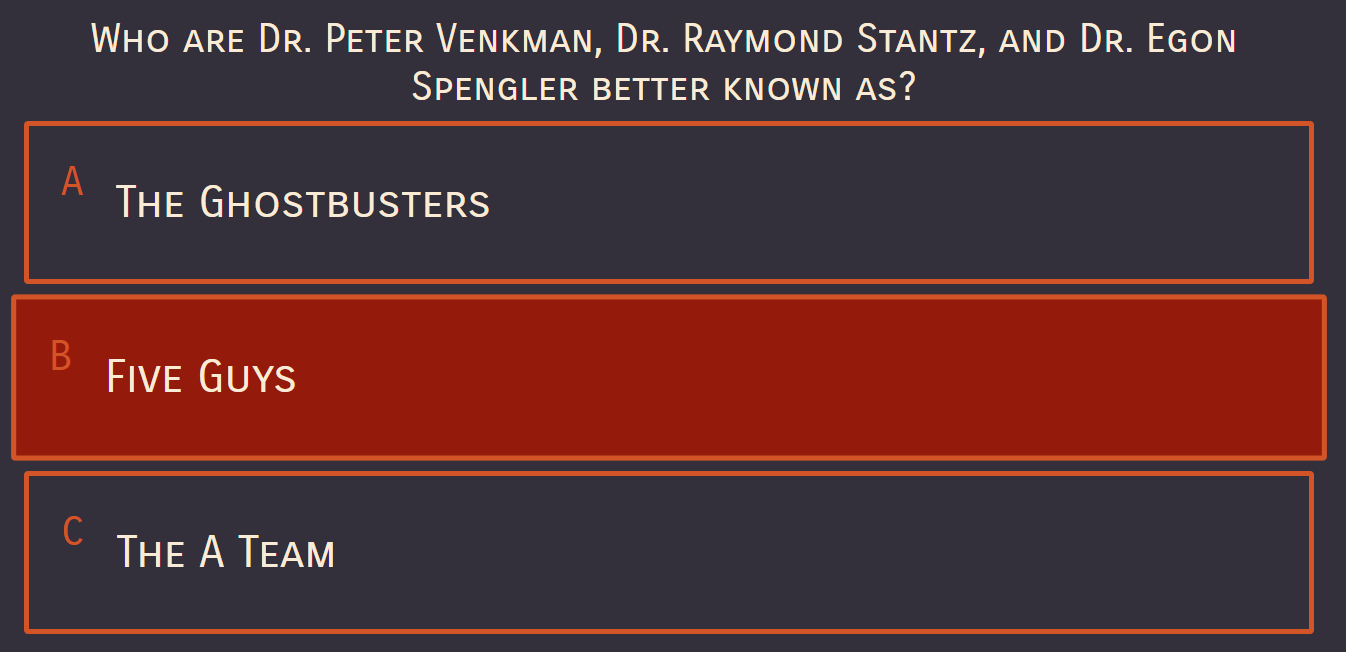 Who are Dr. Peter Venkman, Dr. Raymond Stantz, and Dr. Egon
Spengler better known as?
A
The Ghostbusters
B
Five Guys
C
The A Team